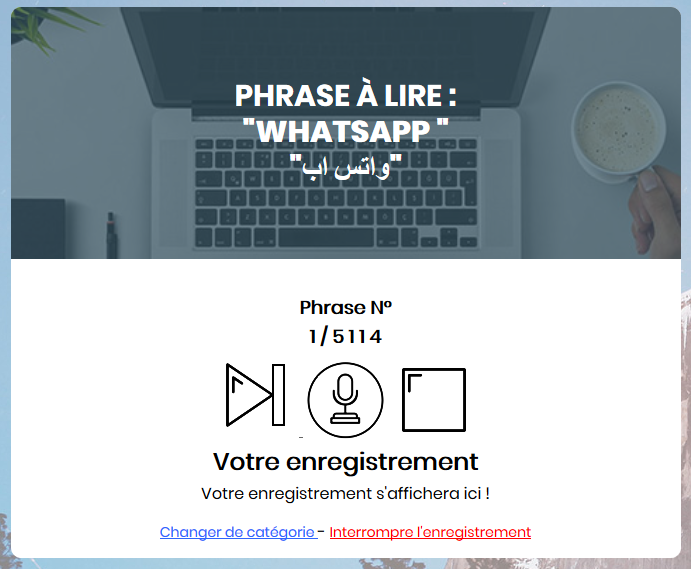 PHRASE À LIRE :
"WHATSAPP "
"واتس اب"
Phrase N°
1 / 5114
Votre enregistrement
Votre enregistrement s'affichera ici !
Changer de catégorie - Interrompre l'enregistrement